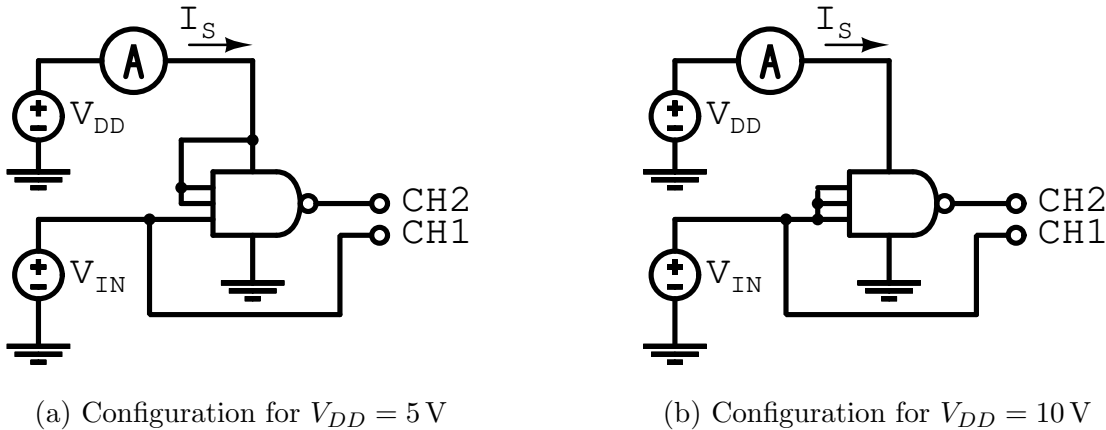 I_S
A
V_DD
CH2
CH1
V_IN
(a) Configuration for V_DD = 5 V
I_S
A
V_DD
CH2
CH1
V_IN
(b) Configuration for V_DD = 10 V